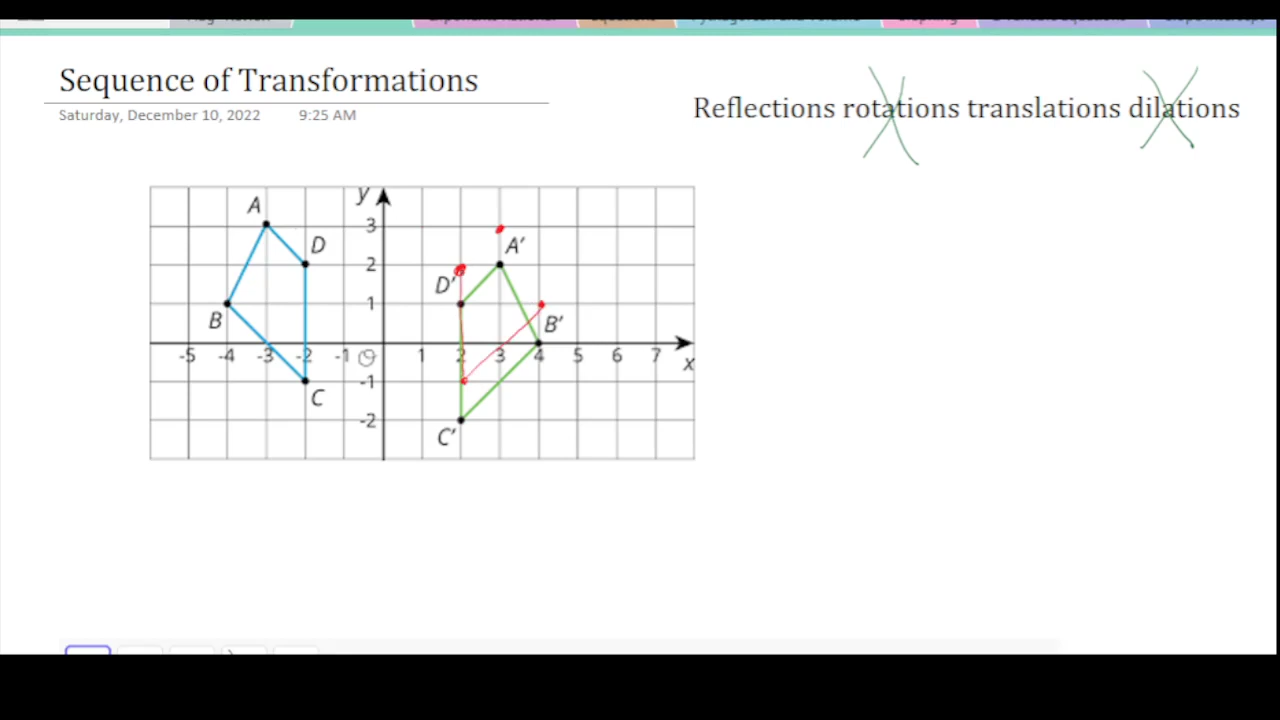 Sequence of Transformations
Saturday, December 10, 2022 9:25 AM
Reflections rotations translations dilations
y
A
3
D
A'
2
D'
1
B
B'
-5 -4 -3 -2 -1 O 1 2 3 4 5 6 7
x
-1
C
-2
C'